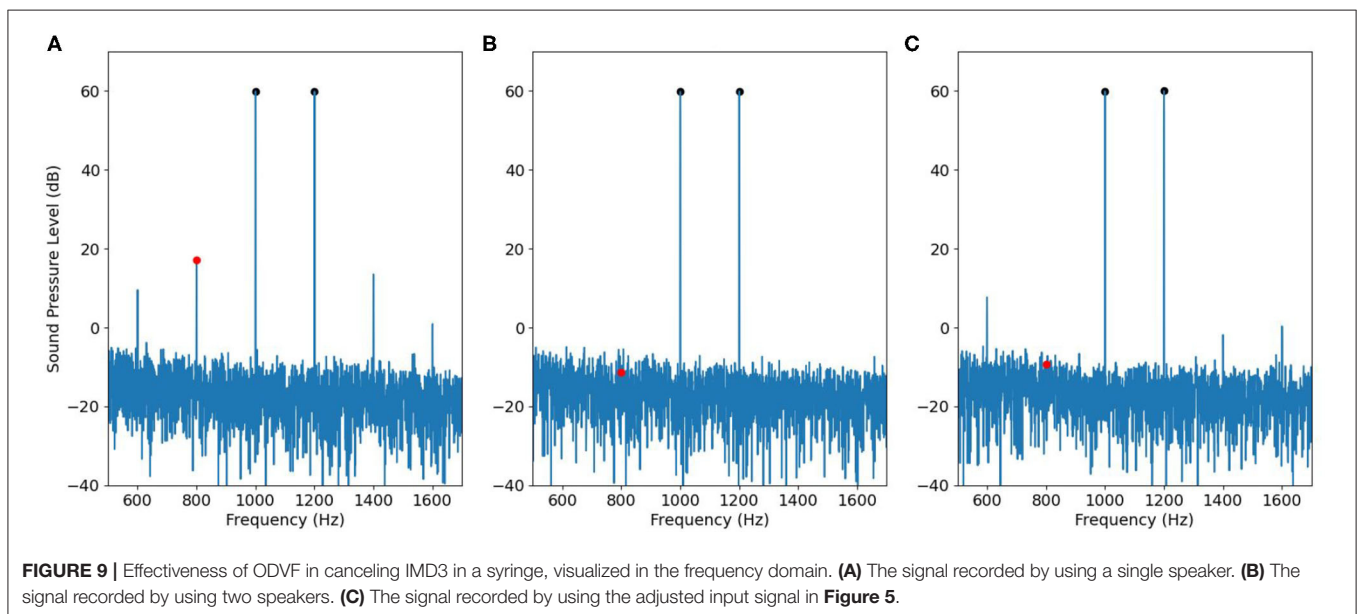 A B C
60
40
20
0
−20
−40
Sound Pressure Level (dB)
600 800 1000 1200 1400 1600
Frequency (Hz)
60
40
20
0
−20
−40
600 800 1000 1200 1400 1600
Frequency (Hz)
60
40
20
0
−20
−40
600 800 1000 1200 1400 1600
Frequency (Hz)
FIGURE 9 | Effectiveness of ODVF in canceling IMD3 in a syringe, visualized in the frequency domain. (A) The signal recorded by using a single speaker. (B) The
signal recorded by using two speakers. (C) The signal recorded by using the adjusted input signal in Figure 5.